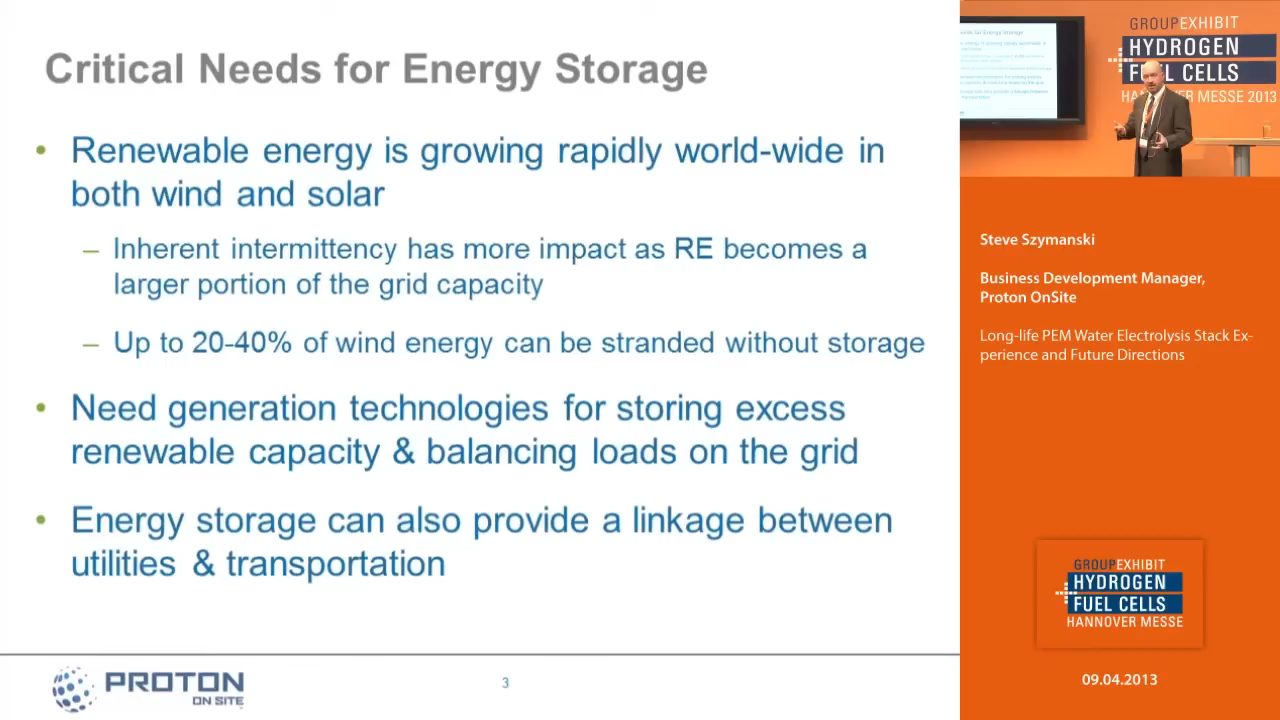 Critical Needs for Energy Storage
• Renewable energy is growing rapidly world-wide in
both wind and solar
– Inherent intermittency has more impact as RE becomes a
larger portion of the grid capacity
– Up to 20-40% of wind energy can be stranded without storage
• Need generation technologies for storing excess
renewable capacity & balancing loads on the grid
• Energy storage can also provide a linkage between
utilities & transportation
PROTON
ON SITE
3
GROUPEXHIBIT
HYDROGEN
FUEL CELLS
HANNOVER MESSE 2013
Steve Szymanski
Business Development Manager,
Proton OnSite
Long-life PEM Water Electrolysis Stack Ex-
perience and Future Directions
GROUPEXHIBIT
HYDROGEN
FUEL CELLS
HANNOVER MESSE
09.04.2013